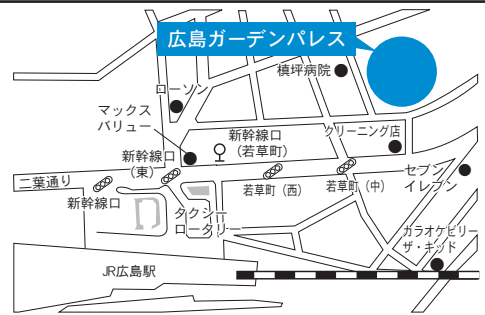 広島ガーデンパレス
槙坪病院
ローソン
マックス
バリュー
新幹線口
(若草町)
クリーニング店
新幹線口
(東)
二葉通り
新幹線口
若草町(西)
若草町(中)
セブン
イレブン
タクシー
ロータリー
カラオケビリー
ザ・キッド
JR広島駅